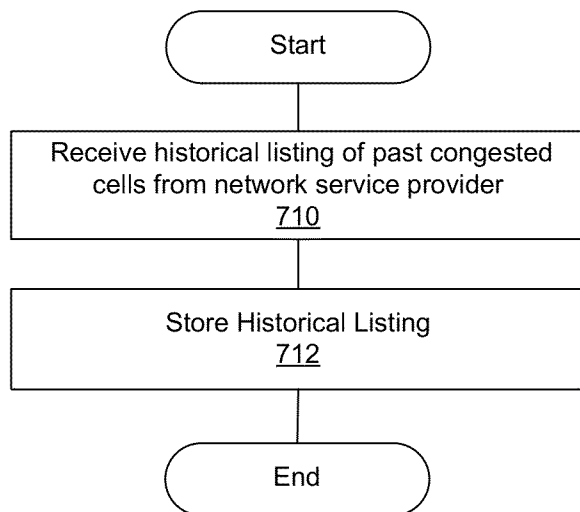 Start
Receive historical listing of past congested
cells from network service provider
710
Store Historical Listing
712
End